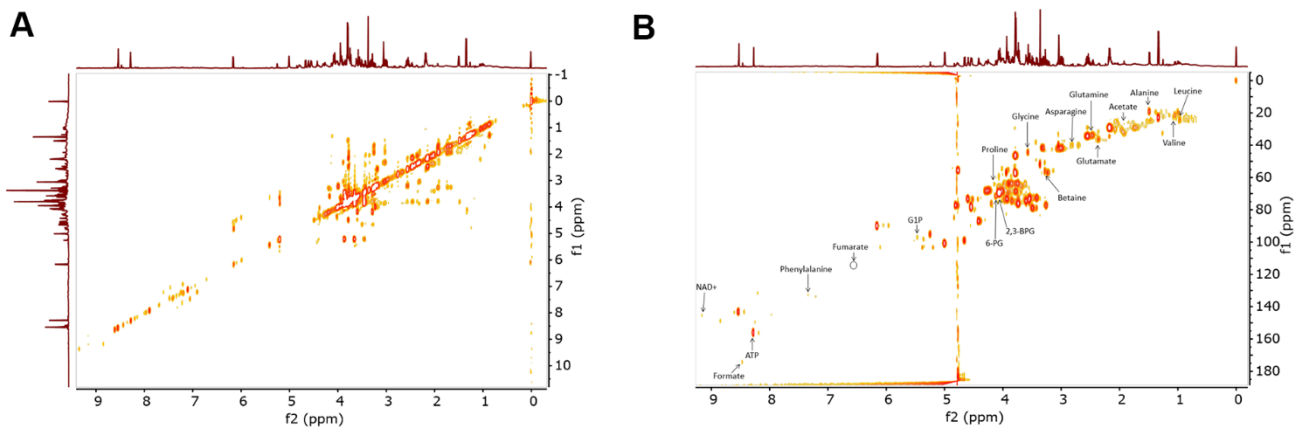 A
-1
0
1
2
3
4
5
6
7
8
9
10
f1 (ppm)
9 8 7 6 5 4 3 2 1 0
f2 (ppm)
B
0
20
40
60
80
100
120
140
160
180
f1 (ppm)
Alanine
Leucine
Glutamine
Acetate
Asparagine
Glycine
Valine
Glutamate
Proline
Betaine
G1P
2,3-BPG
6-PG
Fumarate
Phenylalanine
NAD+
ATP
Formate
9 8 7 6 5 4 3 2 1 0
f2 (ppm)